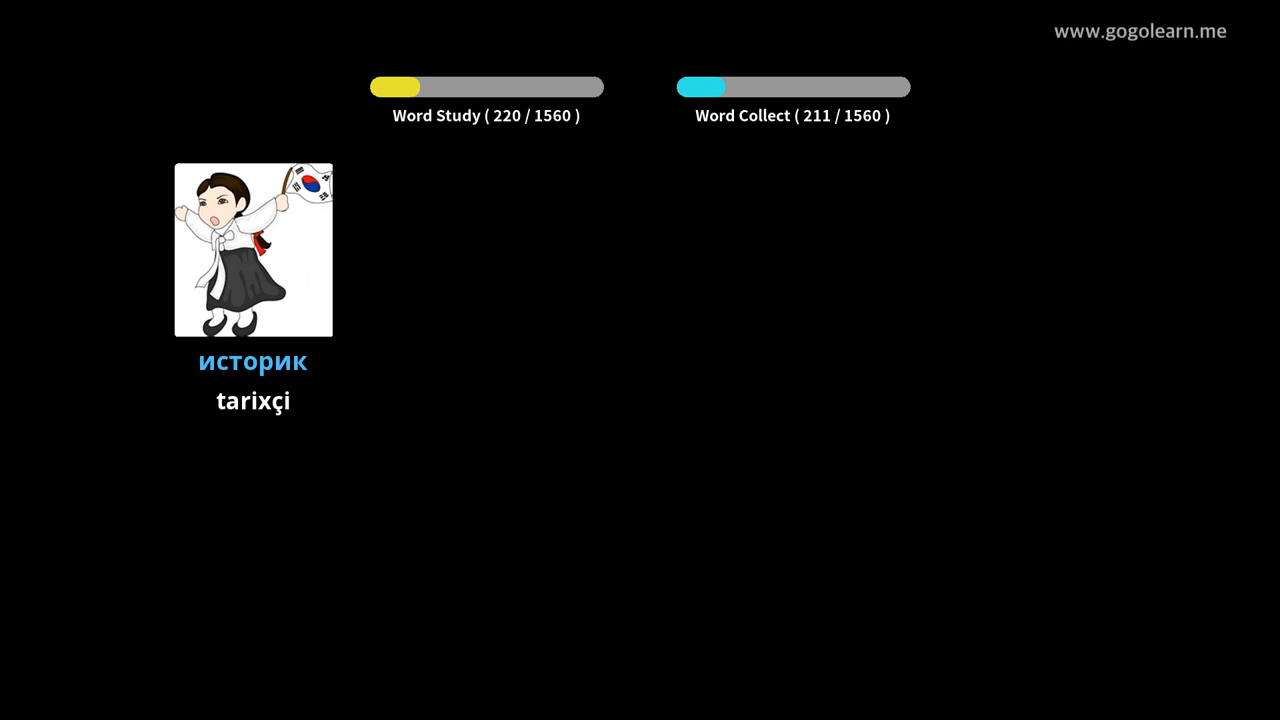 www.gogolearn.me
Word Study ( 220 / 1560 )
Word Collect ( 211 / 1560 )
историк
tarixçi